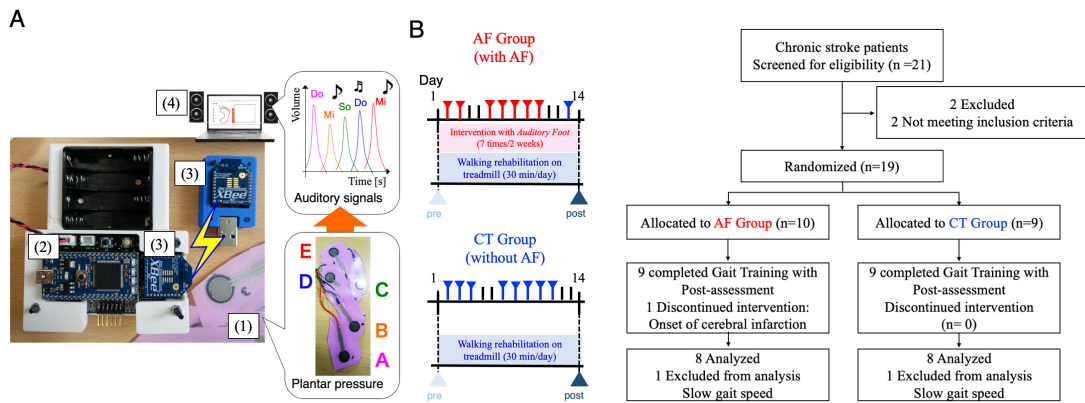 A
(4)
Volume
Do
Mi
So
Do
Mi
Time [s]
Auditory signals
(3)
XBee
(2)
(3)
XBee
(1)
E
D
C
B
A
Plantar pressure
B
AF Group
(with AF)
Day
1
14
Intervention with Auditory Foot
(7 times/2 weeks)
Walking rehabilitation on
treadmill (30 min/day)
pre
post
CT Group
(without AF)
1
14
Walking rehabilitation on
treadmill (30 min/day)
pre
post
Chronic stroke patients
Screened for eligibility (n =21)
2 Excluded
2 Not meeting inclusion criteria
Randomized (n=19)
Allocated to AF Group (n=10)
Allocated to CT Group (n=9)
9 completed Gait Training with
Post-assessment
1 Discontinued intervention:
Onset of cerebral infarction
9 completed Gait Training with
Post-assessment
Discontinued intervention
(n= 0)
8 Analyzed
1 Excluded from analysis
Slow gait speed
8 Analyzed
1 Excluded from analysis
Slow gait speed